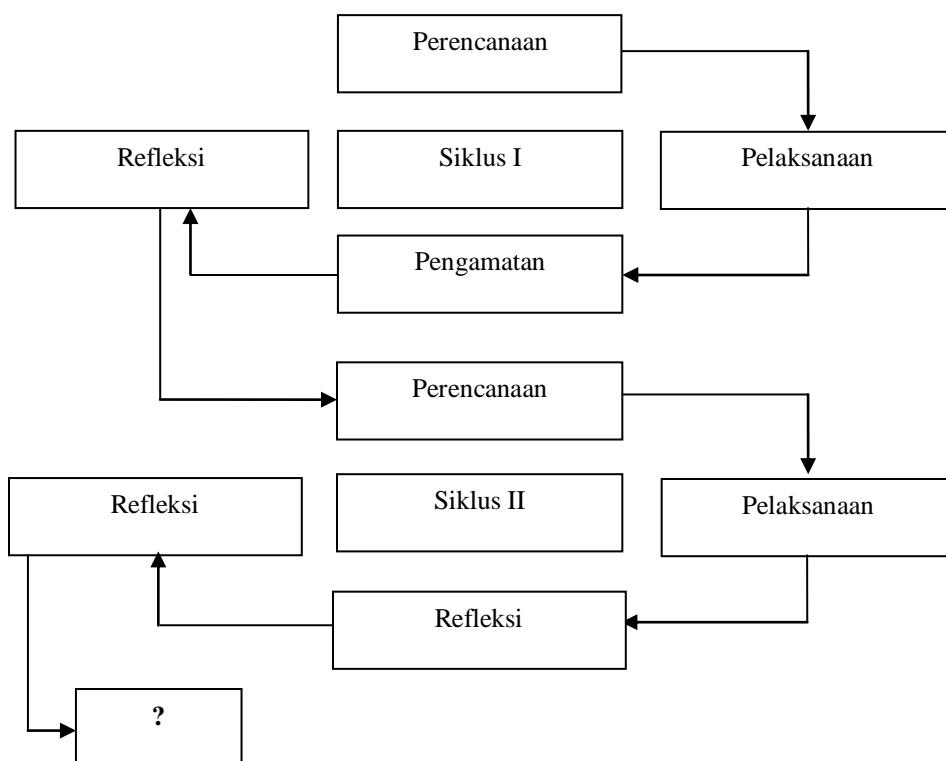 Perencanaan
Refleksi
Siklus I
Pelaksanaan
Pengamatan
Perencanaan
Refleksi
Siklus II
Pelaksanaan
Refleksi
?